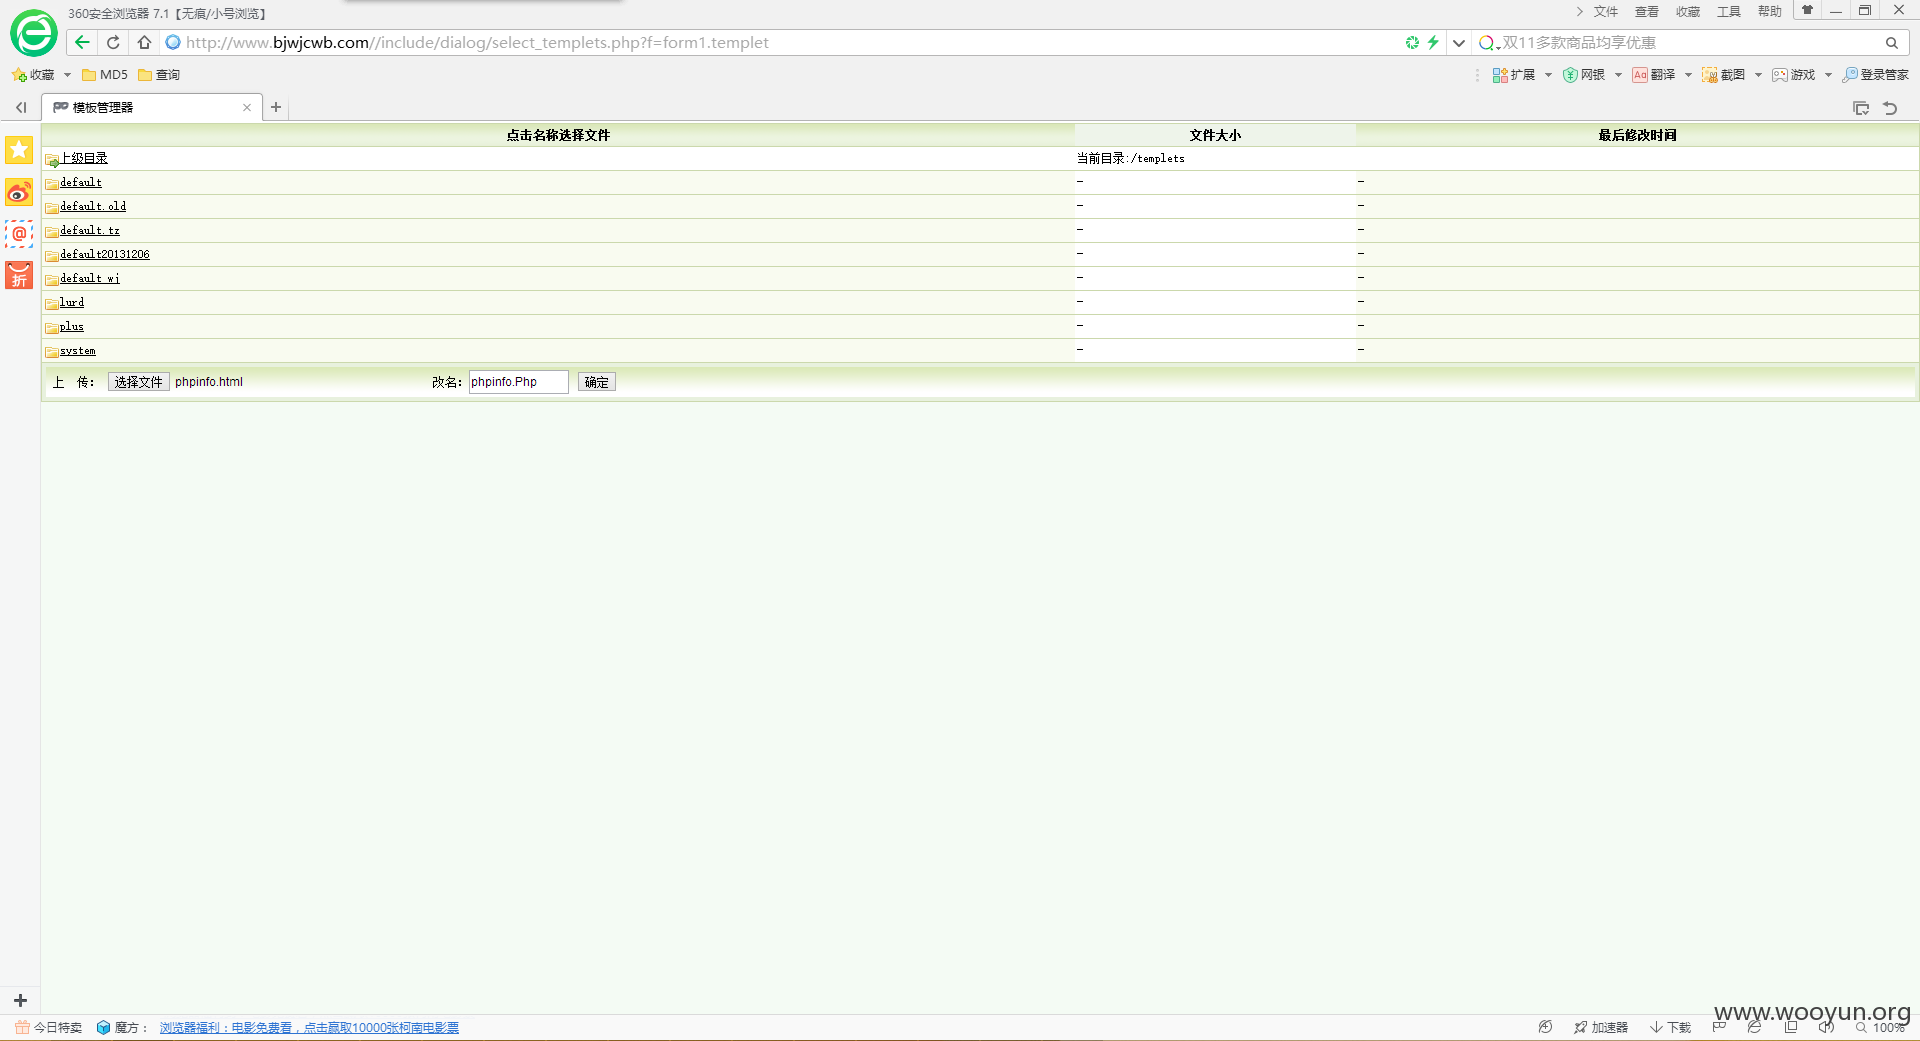 360安全浏览器 7.1【无痕/小号浏览】
文件 查看 收藏 工具 帮助
http://www.bjwjcwb.com//include/dialog/select_templets.php?f=form1.templet
双11多款商品均享优惠
收藏 MD5 查询
扩展 网银 Aa 翻译 截图 游戏 登录管家
模板管理器
点击名称选择文件 文件大小 最后修改时间
上级目录 当前目录:/templets
default - -
default.old - -
@
default.tz - -
default20131206 - -
折
default_wj - -
lurd - -
plus - -
system - -
上 传： 选择文件 phpinfo.html 改名： phpinfo.Php 确定
www.wooyun.org
今日特卖 魔方： 浏览器福利：电影免费看，点击赢取10000张柯南电影票
加速器 下载 100%